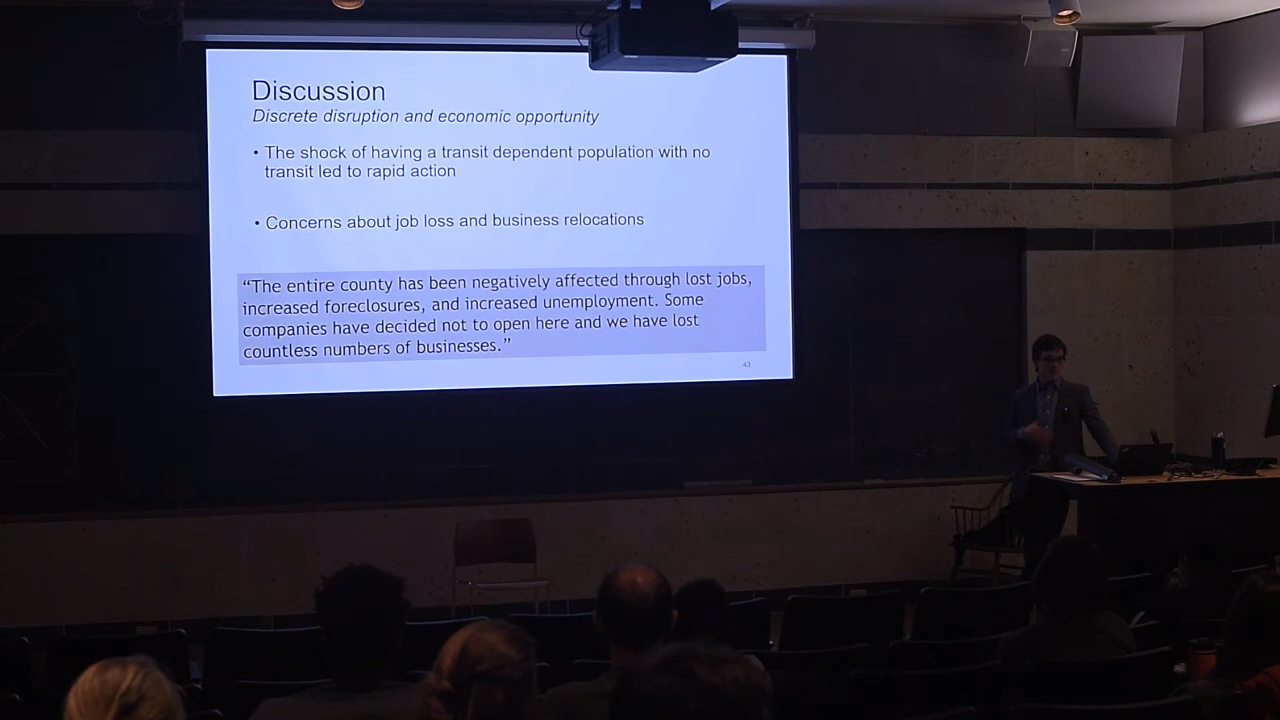 Discussion
Discrete disruption and economic opportunity
• The shock of having a transit dependent population with no
transit led to rapid action
• Concerns about job loss and business relocations
“The entire county has been negatively affected through lost jobs,
increased foreclosures, and increased unemployment. Some
companies have decided not to open here and we have lost
countless numbers of businesses.”
43